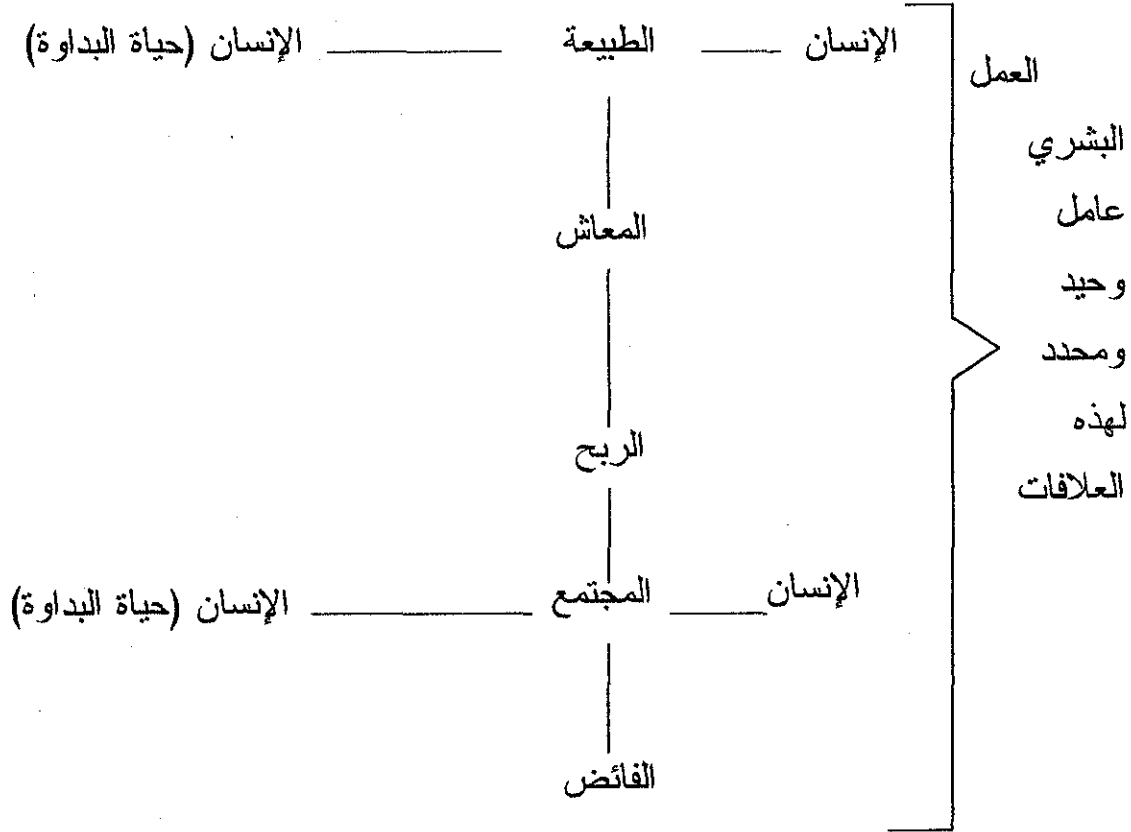 الإنسان الطبيعة الإنسان (حياة البداوة)
العمل
البشري
عامل
وحيد
ومحدد
لهذه
العلافات
المعاش
الربح
الإنسان المجتمع الإنسان (حياة البداوة)
الفائض